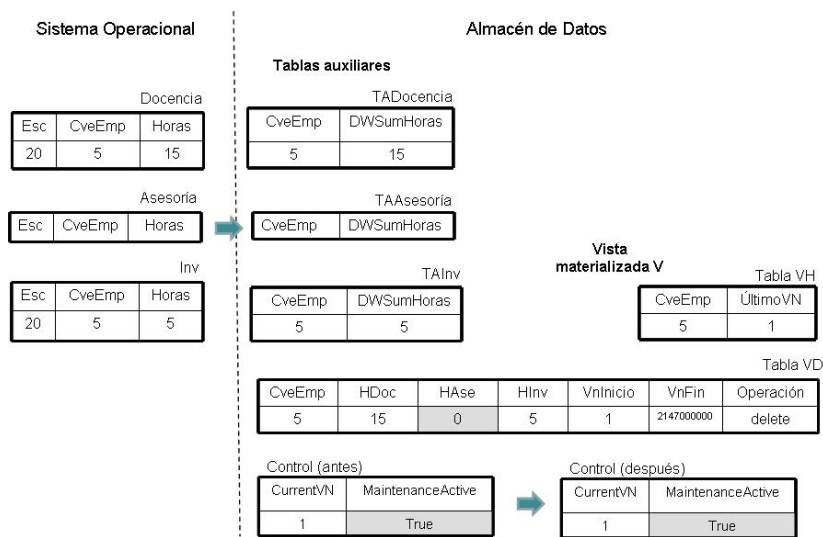 Sistema Operacional
Almacén de Datos
Tablas auxiliares
Docencia
Esc CveEmp Horas
20 5 15
TADocencia
CveEmp DWSumHoras
5 15
Asesoría
Esc CveEmp Horas
TAAsesoría
CveEmp DWSumHoras
Inv
Esc CveEmp Horas
20 5 5
TAInv
CveEmp DWSumHoras
5 5
Vista
materializada V
Tabla VH
CveEmp ÚltimoVN
5 1
Tabla VD
CveEmp HDoc HAse HInv VnInicio VnFin Operación
5 15 0 5 1 2147000000 delete
Control (antes)
CurrentVN MaintenanceActive
1 True
Control (después)
CurrentVN MaintenanceActive
1 True